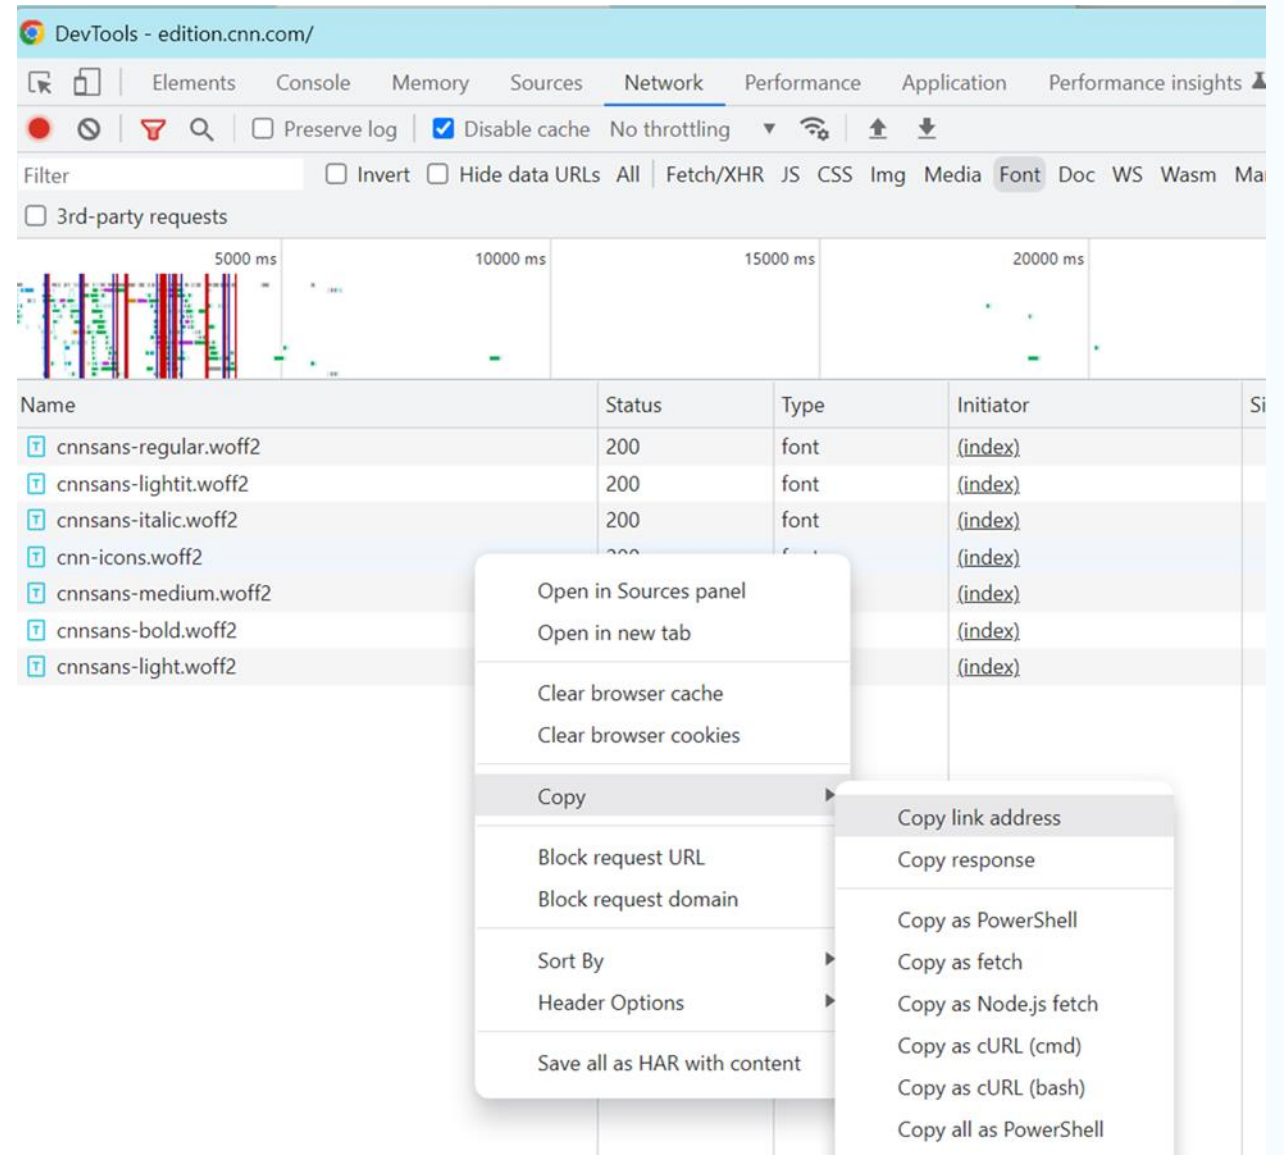 DevTools - edition.cnn.com/
Elements Console Memory Sources Network Performance Application Performance insights
Preserve log Disable cache No throttling
Filter Invert Hide data URLs All Fetch/XHR JS CSS Img Media Font Doc WS Wasm
3rd-party requests
5000 ms 10000 ms 15000 ms 20000 ms
Name Status Type Initiator
cnnsans-regular.woff2 200 font (index)
cnnsans-lightit.woff2 200 font (index)
cnnsans-italic.woff2 200 font (index)
cnn-icons.woff2 (index)
cnnsans-medium.woff2 (index)
cnnsans-bold.woff2 (index)
cnnsans-light.woff2 (index)
Open in Sources panel
Open in new tab
Clear browser cache
Clear browser cookies
Copy
Block request URL
Block request domain
Sort By
Header Options
Save all as HAR with content
Copy link address
Copy response
Copy as PowerShell
Copy as fetch
Copy as Node.js fetch
Copy as cURL (cmd)
Copy as cURL (bash)
Copy all as PowerShell